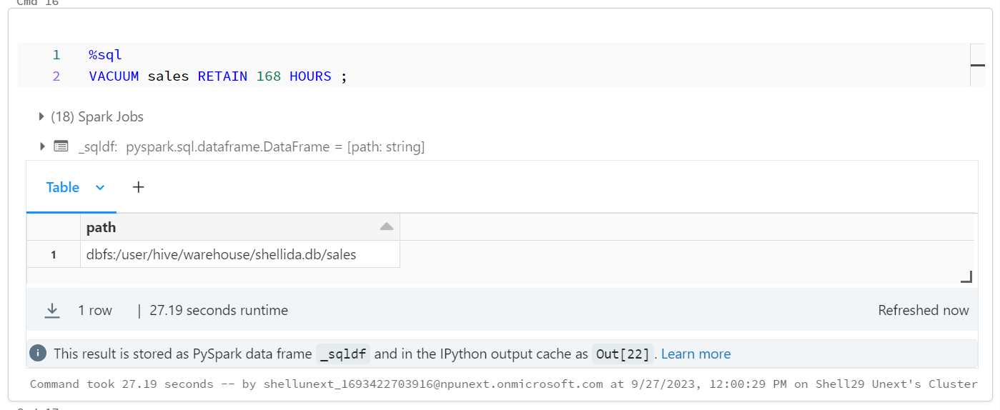 Cmd 16
1 %sql
2 VACUUM sales RETAIN 168 HOURS ;
(18) Spark Jobs
_sqldf: pyspark.sql.dataframe.DataFrame = [path: string]
Table
path
1 dbfs:/user/hive/warehouse/shellida.db/sales
1 row | 27.19 seconds runtime Refreshed now
This result is stored as PySpark data frame _sqldf and in the IPython output cache as Out[22]. Learn more
Command took 27.19 seconds -- by shellunext_1693422703916@npunext.onmicrosoft.com at 9/27/2023, 12:00:29 PM on Shell29 Unext's Cluster